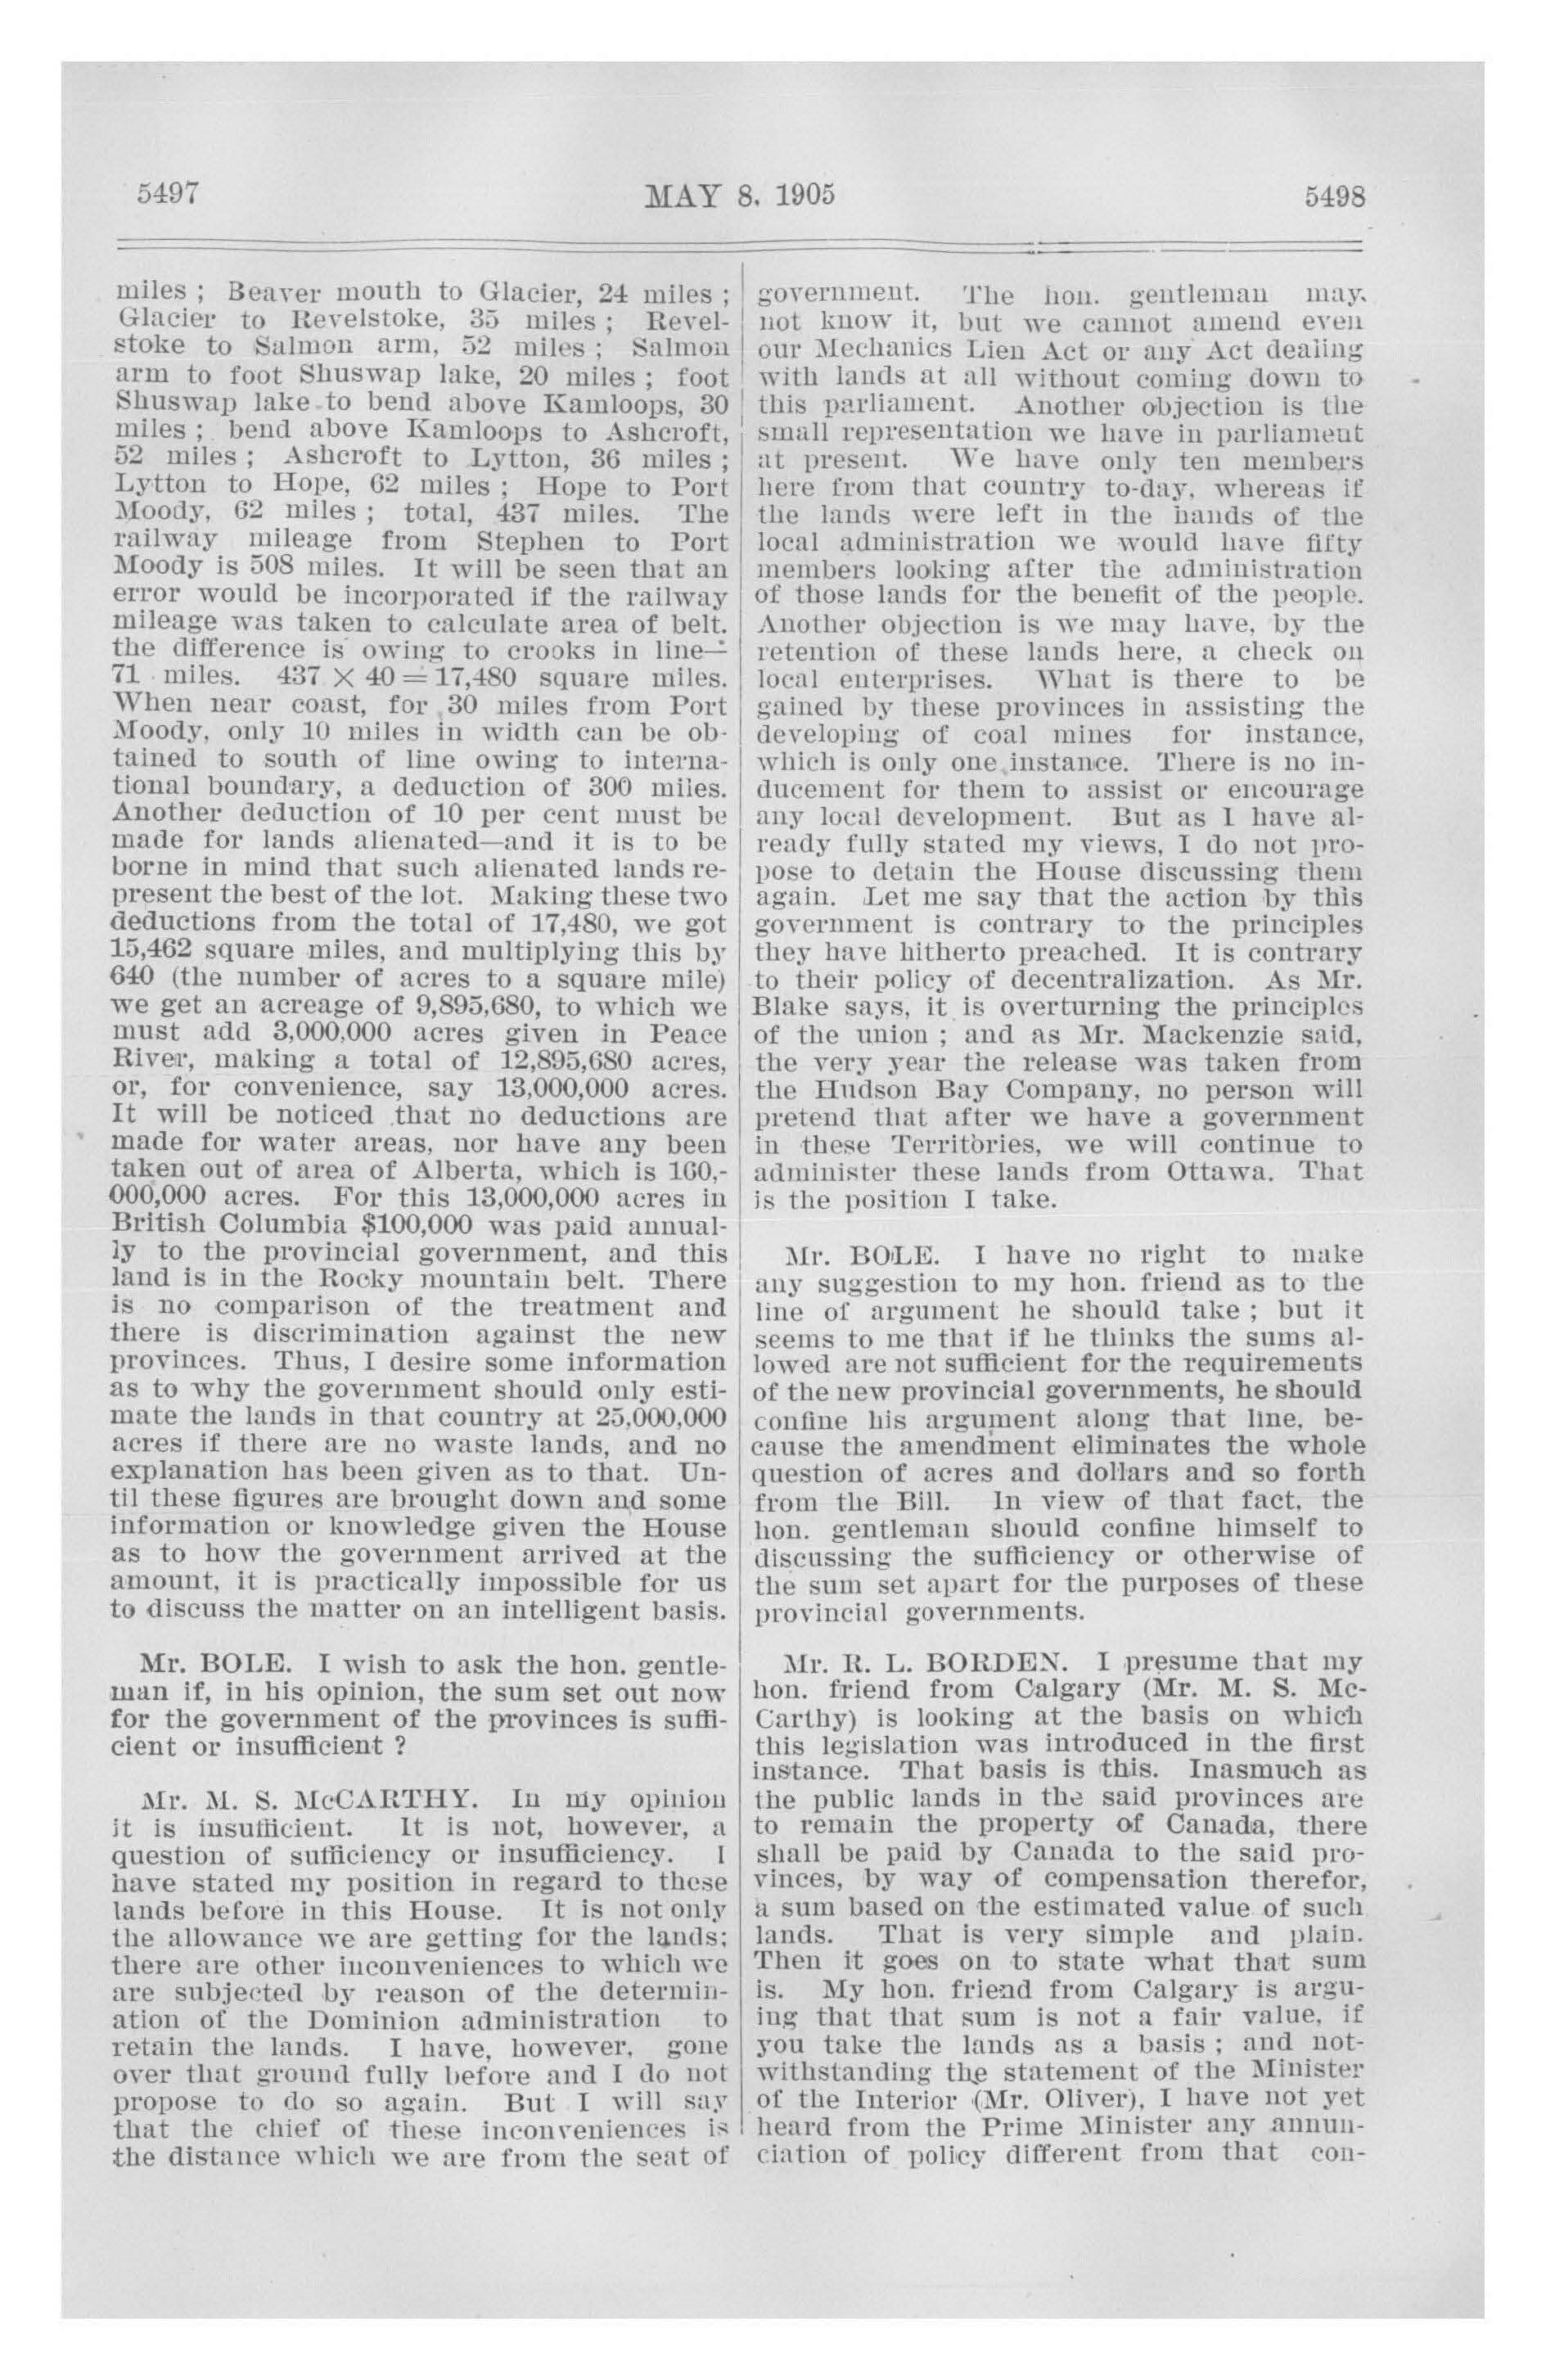 5497
MAY 8, 1905
5498
miles ; Beaver mouth to Glacier, 24 miles ;
Glacier to Revelstoke, 35 miles ; Revel-
stoke to Salmon arm, 52 miles ; Salmon
arm to foot Shuswap lake, 20 miles ; foot
Shuswap lake to bend above Kamloops, 30
miles ; bend above Kamloops to Ashcroft,
52 miles ; Ashcroft to Lytton, 36 miles ;
Lytton to Hope, 62 miles ; Hope to Port
Moody, 62 miles ; total, 437 miles. The
railway mileage from Stephen to Port
Moody is 508 miles. It will be seen that an
error would be incorporated if the railway
mileage was taken to calculate area of belt.
the difference is owing to crooks in line—
71 miles. 437 × 40 = 17,480 square miles.
When near coast, for 30 miles from Port
Moody, only 10 miles in width can be ob-
tained to south of line owing to interna-
tional boundary, a deduction of 300 miles.
Another deduction of 10 per cent must be
made for lands alienated—and it is to be
borne in mind that such alienated lands re-
present the best of the lot. Making these two
deductions from the total of 17,480, we got
15,462 square miles, and multiplying this by
640 (the number of acres to a square mile)
we get an acreage of 9,895,680, to which we
must add 3,000,000 acres given in Peace
River, making a total of 12,895,680 acres,
or, for convenience, say 13,000,000 acres.
It will be noticed that no deductions are
made for water areas, nor have any been
taken out of area of Alberta, which is 160,-
000,000 acres. For this 13,000,000 acres in
British Columbia $100,000 was paid annual-
ly to the provincial government, and this
land is in the Rocky mountain belt. There
is no comparison of the treatment and
there is discrimination against the new
provinces. Thus, I desire some information
as to why the government should only esti-
mate the lands in that country at 25,000,000
acres if there are no waste lands, and no
explanation has been given as to that. Un-
til these figures are brought down and some
information or knowledge given the House
as to how the government arrived at the
amount, it is practically impossible for us
to discuss the matter on an intelligent basis.
Mr. BOLE. I wish to ask the hon. gentle-
man if, in his opinion, the sum set out now
for the government of the provinces is suffi-
cient or insufficient ?
Mr. M. S. McCARTHY. In my opinion
it is insufficient. It is not, however, a
question of sufficiency or insufficiency. I
have stated my position in regard to these
lands before in this House. It is not only
the allowance we are getting for the lands;
there are other inconveniences to which we
are subjected by reason of the determin-
ation of the Dominion administration to
retain the lands. I have, however, gone
over that ground fully before and I do not
propose to do so again. But I will say
that the chief of these inconveniences is
the distance which we are from the seat of
government. The hon. gentleman may
not know it, but we cannot amend even
our Mechanics Lien Act or any Act dealing
with lands at all without coming down to
this parliament. Another objection is the
small representation we have in parliament
at present. We have only ten members
here from that country to-day, whereas if
the lands were left in the hands of the
local administration we would have fifty
members looking after the administration
of those lands for the benefit of the people.
Another objection is we may have, by the
retention of these lands here, a check on
local enterprises. What is there to be
gained by these provinces in assisting the
developing of coal mines for instance,
which is only one instance. There is no in-
ducement for them to assist or encourage
any local development. But as I have al-
ready fully stated my views, I do not pro-
pose to detain the House discussing them
again. Let me say that the action by this
government is contrary to the principles
they have hitherto preached. It is contrary
to their policy of decentralization. As Mr.
Blake says, it is overturning the principles
of the union ; and as Mr. Mackenzie said,
the very year the release was taken from
the Hudson Bay Company, no person will
pretend that after we have a government
in these Territories, we will continue to
administer these lands from Ottawa. That
is the position I take.
Mr. BOLE. I have no right to make
any suggestion to my hon. friend as to the
line of argument he should take ; but it
seems to me that if he thinks the sums al-
lowed are not sufficient for the requirements
of the new provincial governments, he should
confine his argument along that line, be-
cause the amendment eliminates the whole
question of acres and dollars and so forth
from the Bill. In view of that fact, the
hon. gentleman should confine himself to
discussing the sufficiency or otherwise of
the sum set apart for the purposes of these
provincial governments.
Mr. R. L. BORDEN. I presume that my
hon. friend from Calgary (Mr. M. S. Mc-
Carthy) is looking at the basis on which
this legislation was introduced in the first
instance. That basis is this. Inasmuch as
the public lands in the said provinces are
to remain the property of Canada, there
shall be paid by Canada to the said pro-
vinces, by way of compensation therefor,
a sum based on the estimated value of such
lands. That is very simple and plain.
Then it goes on to state what that sum
is. My hon. friend from Calgary is argu-
ing that that sum is not a fair value, if
you take the lands as a basis ; and not-
withstanding the statement of the Minister
of the Interior (Mr. Oliver), I have not yet
heard from the Prime Minister any annun-
ciation of policy different from that con-